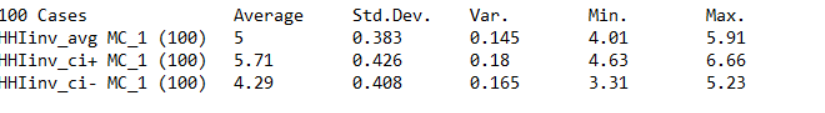 100 Cases Average Std.Dev. Var. Min. Max.
HHIinv_avg MC_1 (100) 5 0.383 0.145 4.01 5.91
HHIinv_ci+ MC_1 (100) 5.71 0.426 0.18 4.63 6.66
HHIinv_ci- MC_1 (100) 4.29 0.408 0.165 3.31 5.23